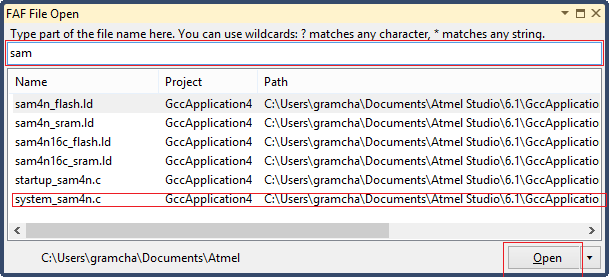 FAF File Open
Type part of the file name here. You can use wildcards: ? matches any character, * matches any string.
sam
Name Project Path
sam4n_flash.ld GccApplication4 C:\Users\gramcha\Documents\Atmel Studio\6.1\GccApplicatio
sam4n_sram.ld GccApplication4 C:\Users\gramcha\Documents\Atmel Studio\6.1\GccApplicatio
sam4n16c_flash.ld GccApplication4 C:\Users\gramcha\Documents\Atmel Studio\6.1\GccApplicatio
sam4n16c_sram.ld GccApplication4 C:\Users\gramcha\Documents\Atmel Studio\6.1\GccApplicatio
startup_sam4n.c GccApplication4 C:\Users\gramcha\Documents\Atmel Studio\6.1\GccApplicatio
system_sam4n.c GccApplication4 C:\Users\gramcha\Documents\Atmel Studio\6.1\GccApplicatio
C:\Users\gramcha\Documents\Atmel Open